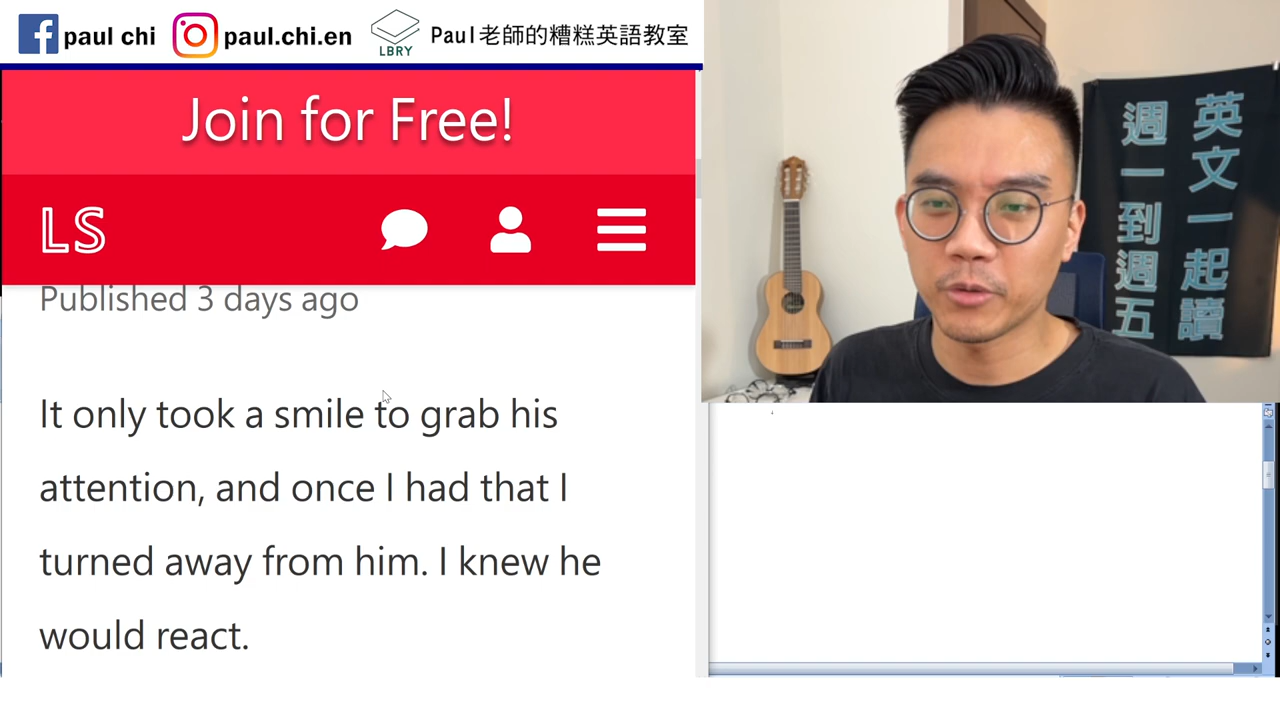 paul chi
paul.chi.en
LBRY
Paul老師的糟糕英語教室
Join for Free!
LS
Published 3 days ago
It only took a smile to grab his
attention, and once I had that I
turned away from him. I knew he
would react.
英文一起讀
週一到週五